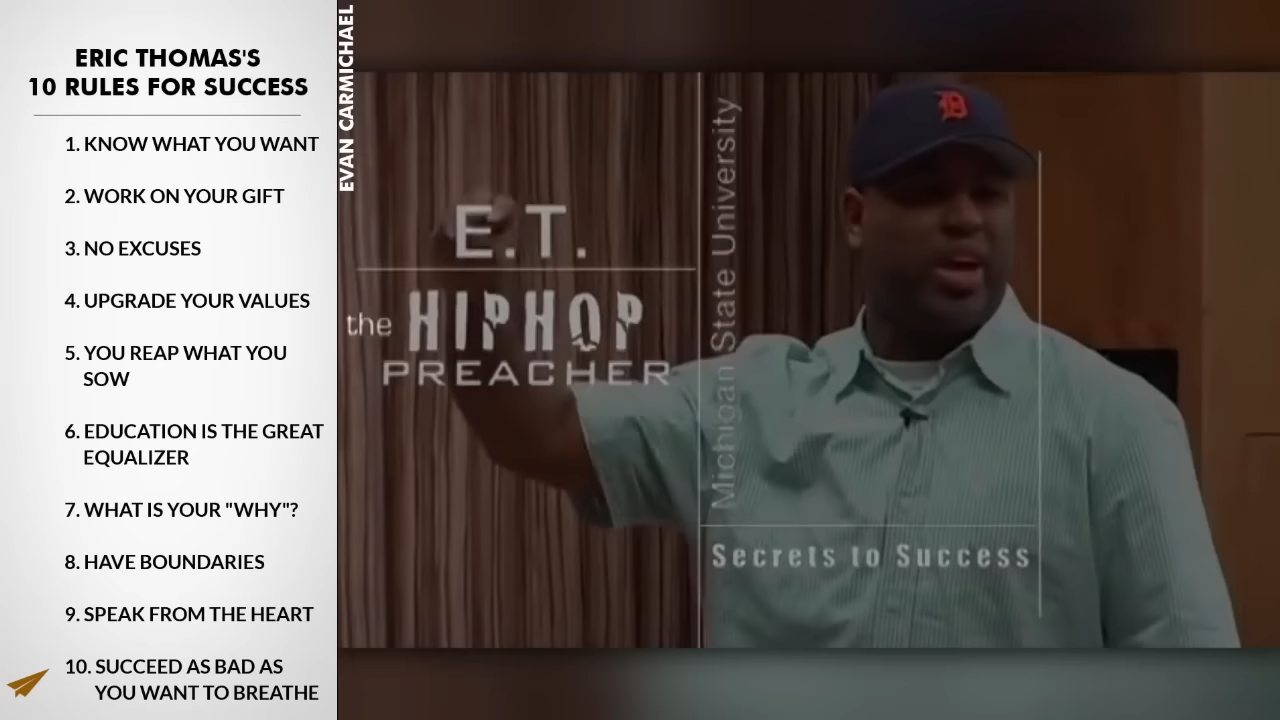 ERIC THOMAS'S
10 RULES FOR SUCCESS
1. KNOW WHAT YOU WANT
2. WORK ON YOUR GIFT
3. NO EXCUSES
4. UPGRADE YOUR VALUES
5. YOU REAP WHAT YOU
SOW
6. EDUCATION IS THE GREAT
EQUALIZER
7. WHAT IS YOUR "WHY"?
8. HAVE BOUNDARIES
9. SPEAK FROM THE HEART
10. SUCCEED AS BAD AS
YOU WANT TO BREATHE
EVAN CARMICHAEL
E.T.
the HIPHOP
PREACHER
Michigan State University
Secrets to Success
D